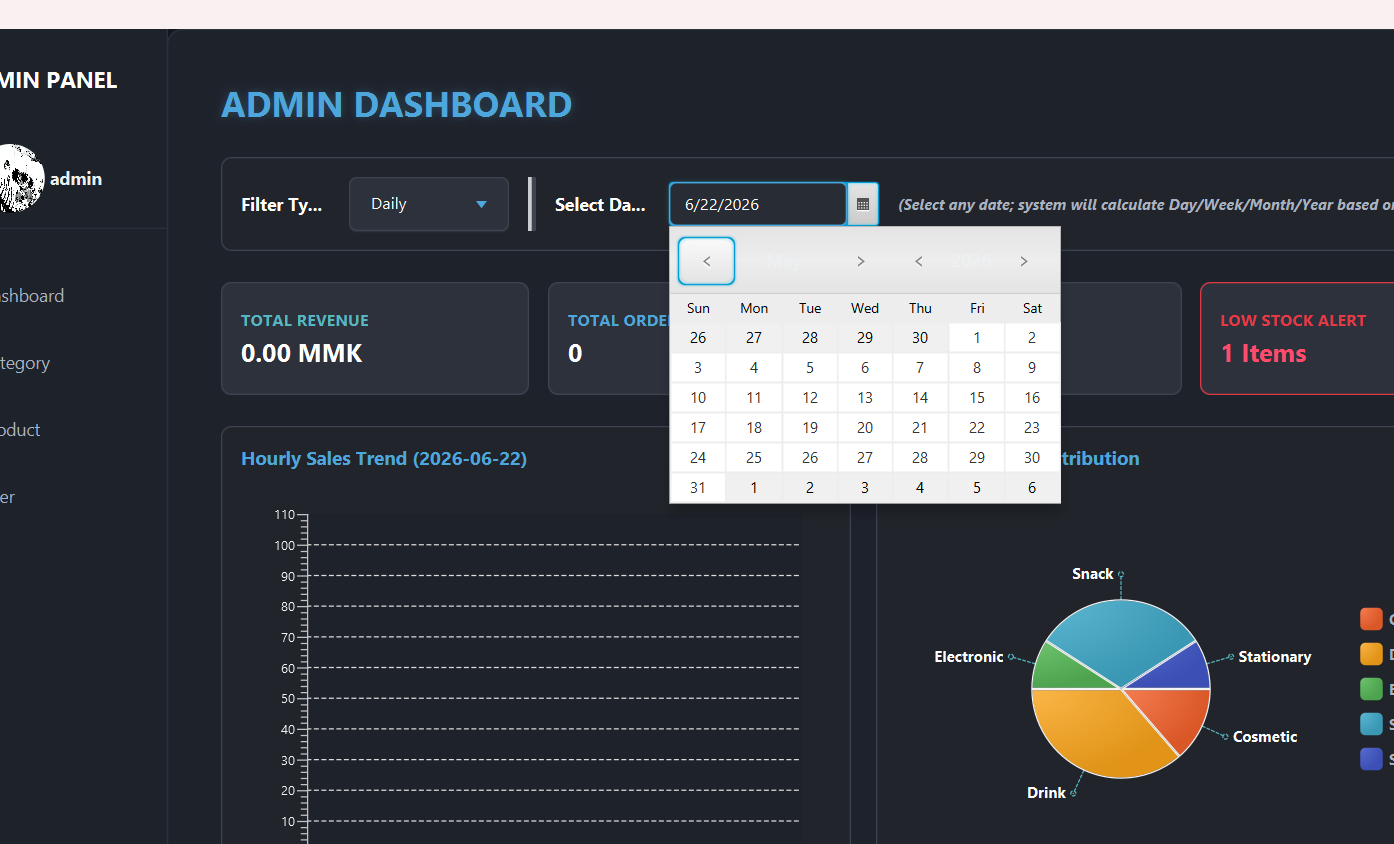 MIN PANEL
admin
shboard
tegory
oduct
er
ADMIN DASHBOARD
Filter Ty...
Daily
Select Da...
6/22/2026
(Select any date; system will calculate Day/Week/Month/Year based o
< May > < 2026 >
Sun Mon Tue Wed Thu Fri Sat
26 27 28 29 30 1 2
3 4 5 6 7 8 9
10 11 12 13 14 15 16
17 18 19 20 21 22 23
24 25 26 27 28 29 30
31 1 2 3 4 5 6
TOTAL REVENUE
0.00 MMK
TOTAL ORDE
0
LOW STOCK ALERT
1 Items
Hourly Sales Trend (2026-06-22)
110
100
90
80
70
60
50
40
30
20
10
tribution
Snack
Electronic
Stationary
Cosmetic
Drink